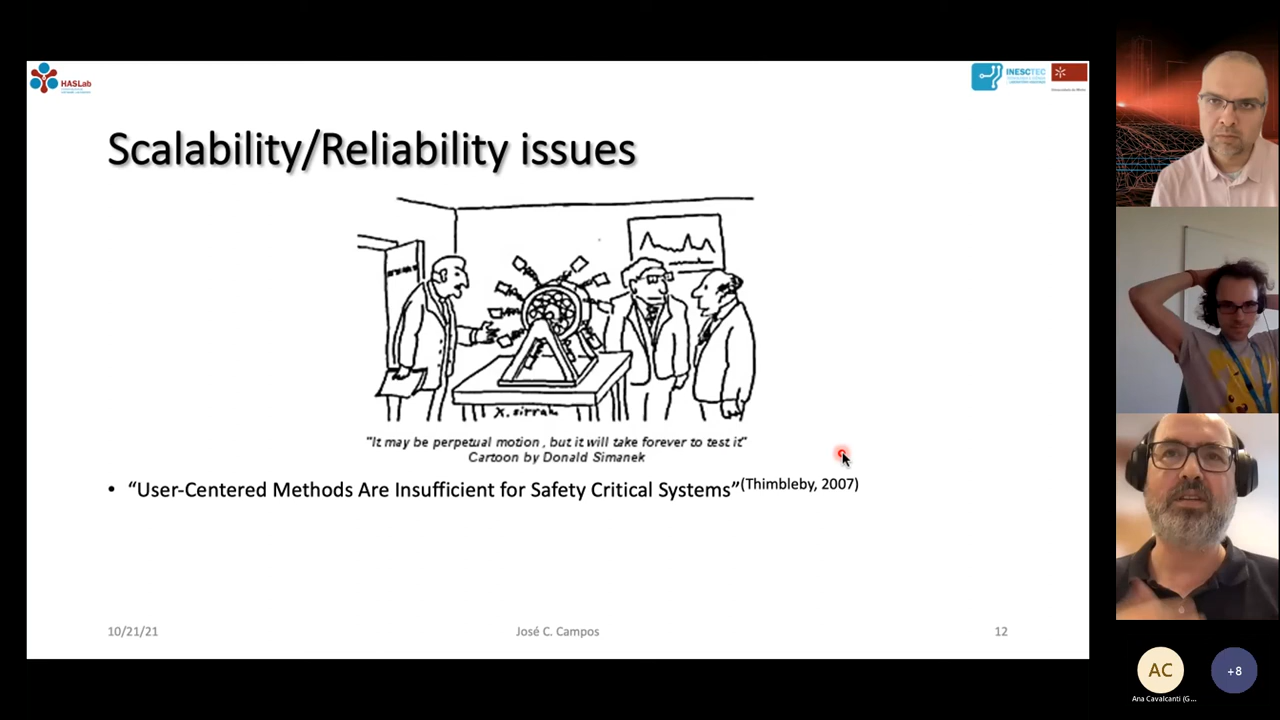 HASLab
INESCTEC
Scalability/Reliability issues
"It may be perpetual motion, but it will take forever to test it"
Cartoon by Donald Simanek
• “User-Centered Methods Are Insufficient for Safety Critical Systems”(Thimbleby, 2007)
10/21/21
José C. Campos
12
AC
+8
Ana Cavalcanti (G...